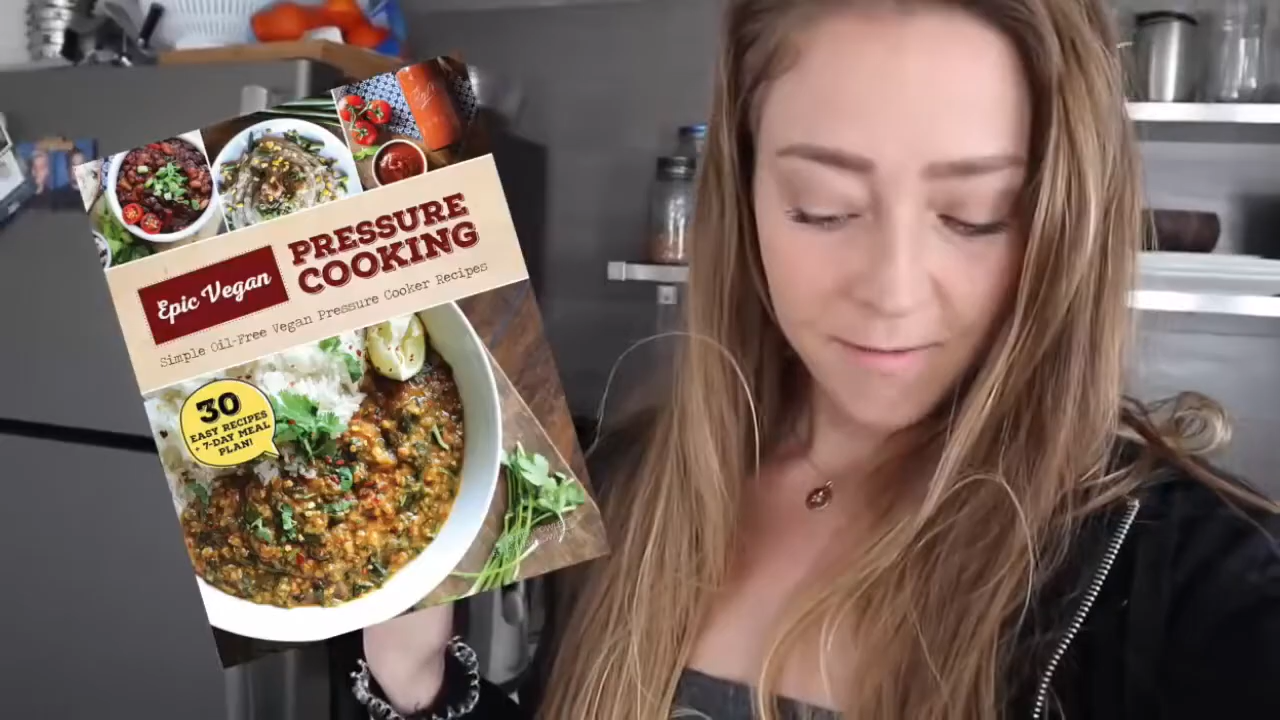 Epic Vegan
PRESSURE
COOKING
Simple Oil-Free Vegan Pressure Cooker Recipes
30
EASY RECIPES
+ 7-DAY MEAL
PLAN!